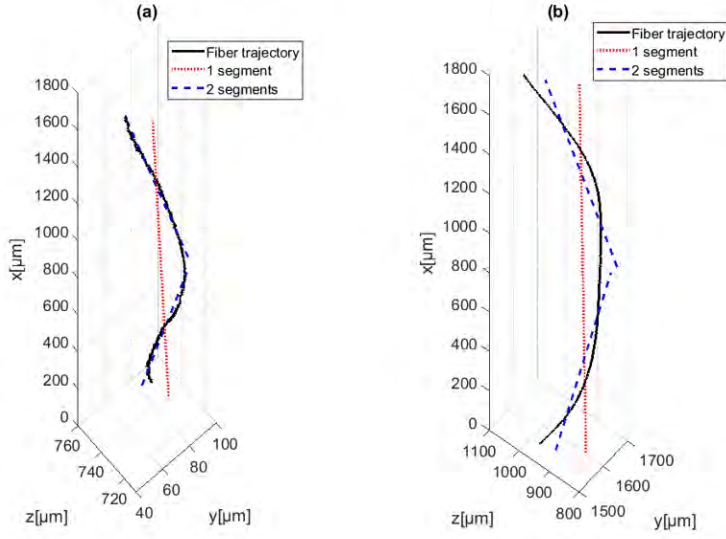 (a)
Fiber trajectory
1 segment
2 segments
1800
1600
1400
1200
1000
800
600
400
200
0
x[µm]
760
740
720
z[µm]
40
60
80
100
y[µm]
(b)
Fiber trajectory
1 segment
2 segments
1800
1600
1400
1200
1000
800
600
400
200
0
x[µm]
1100
1000
900
800
z[µm]
1500
1600
1700
y[µm]